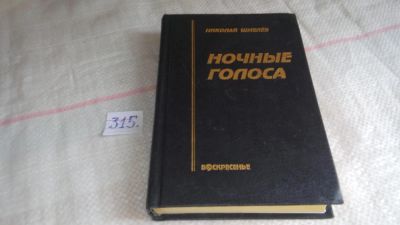 НИКОЛАЙ ШМЕЛЁВ
НОЧНЫЕ
ГОЛОСА
ВОСКРЕСЕНЬЕ
315.